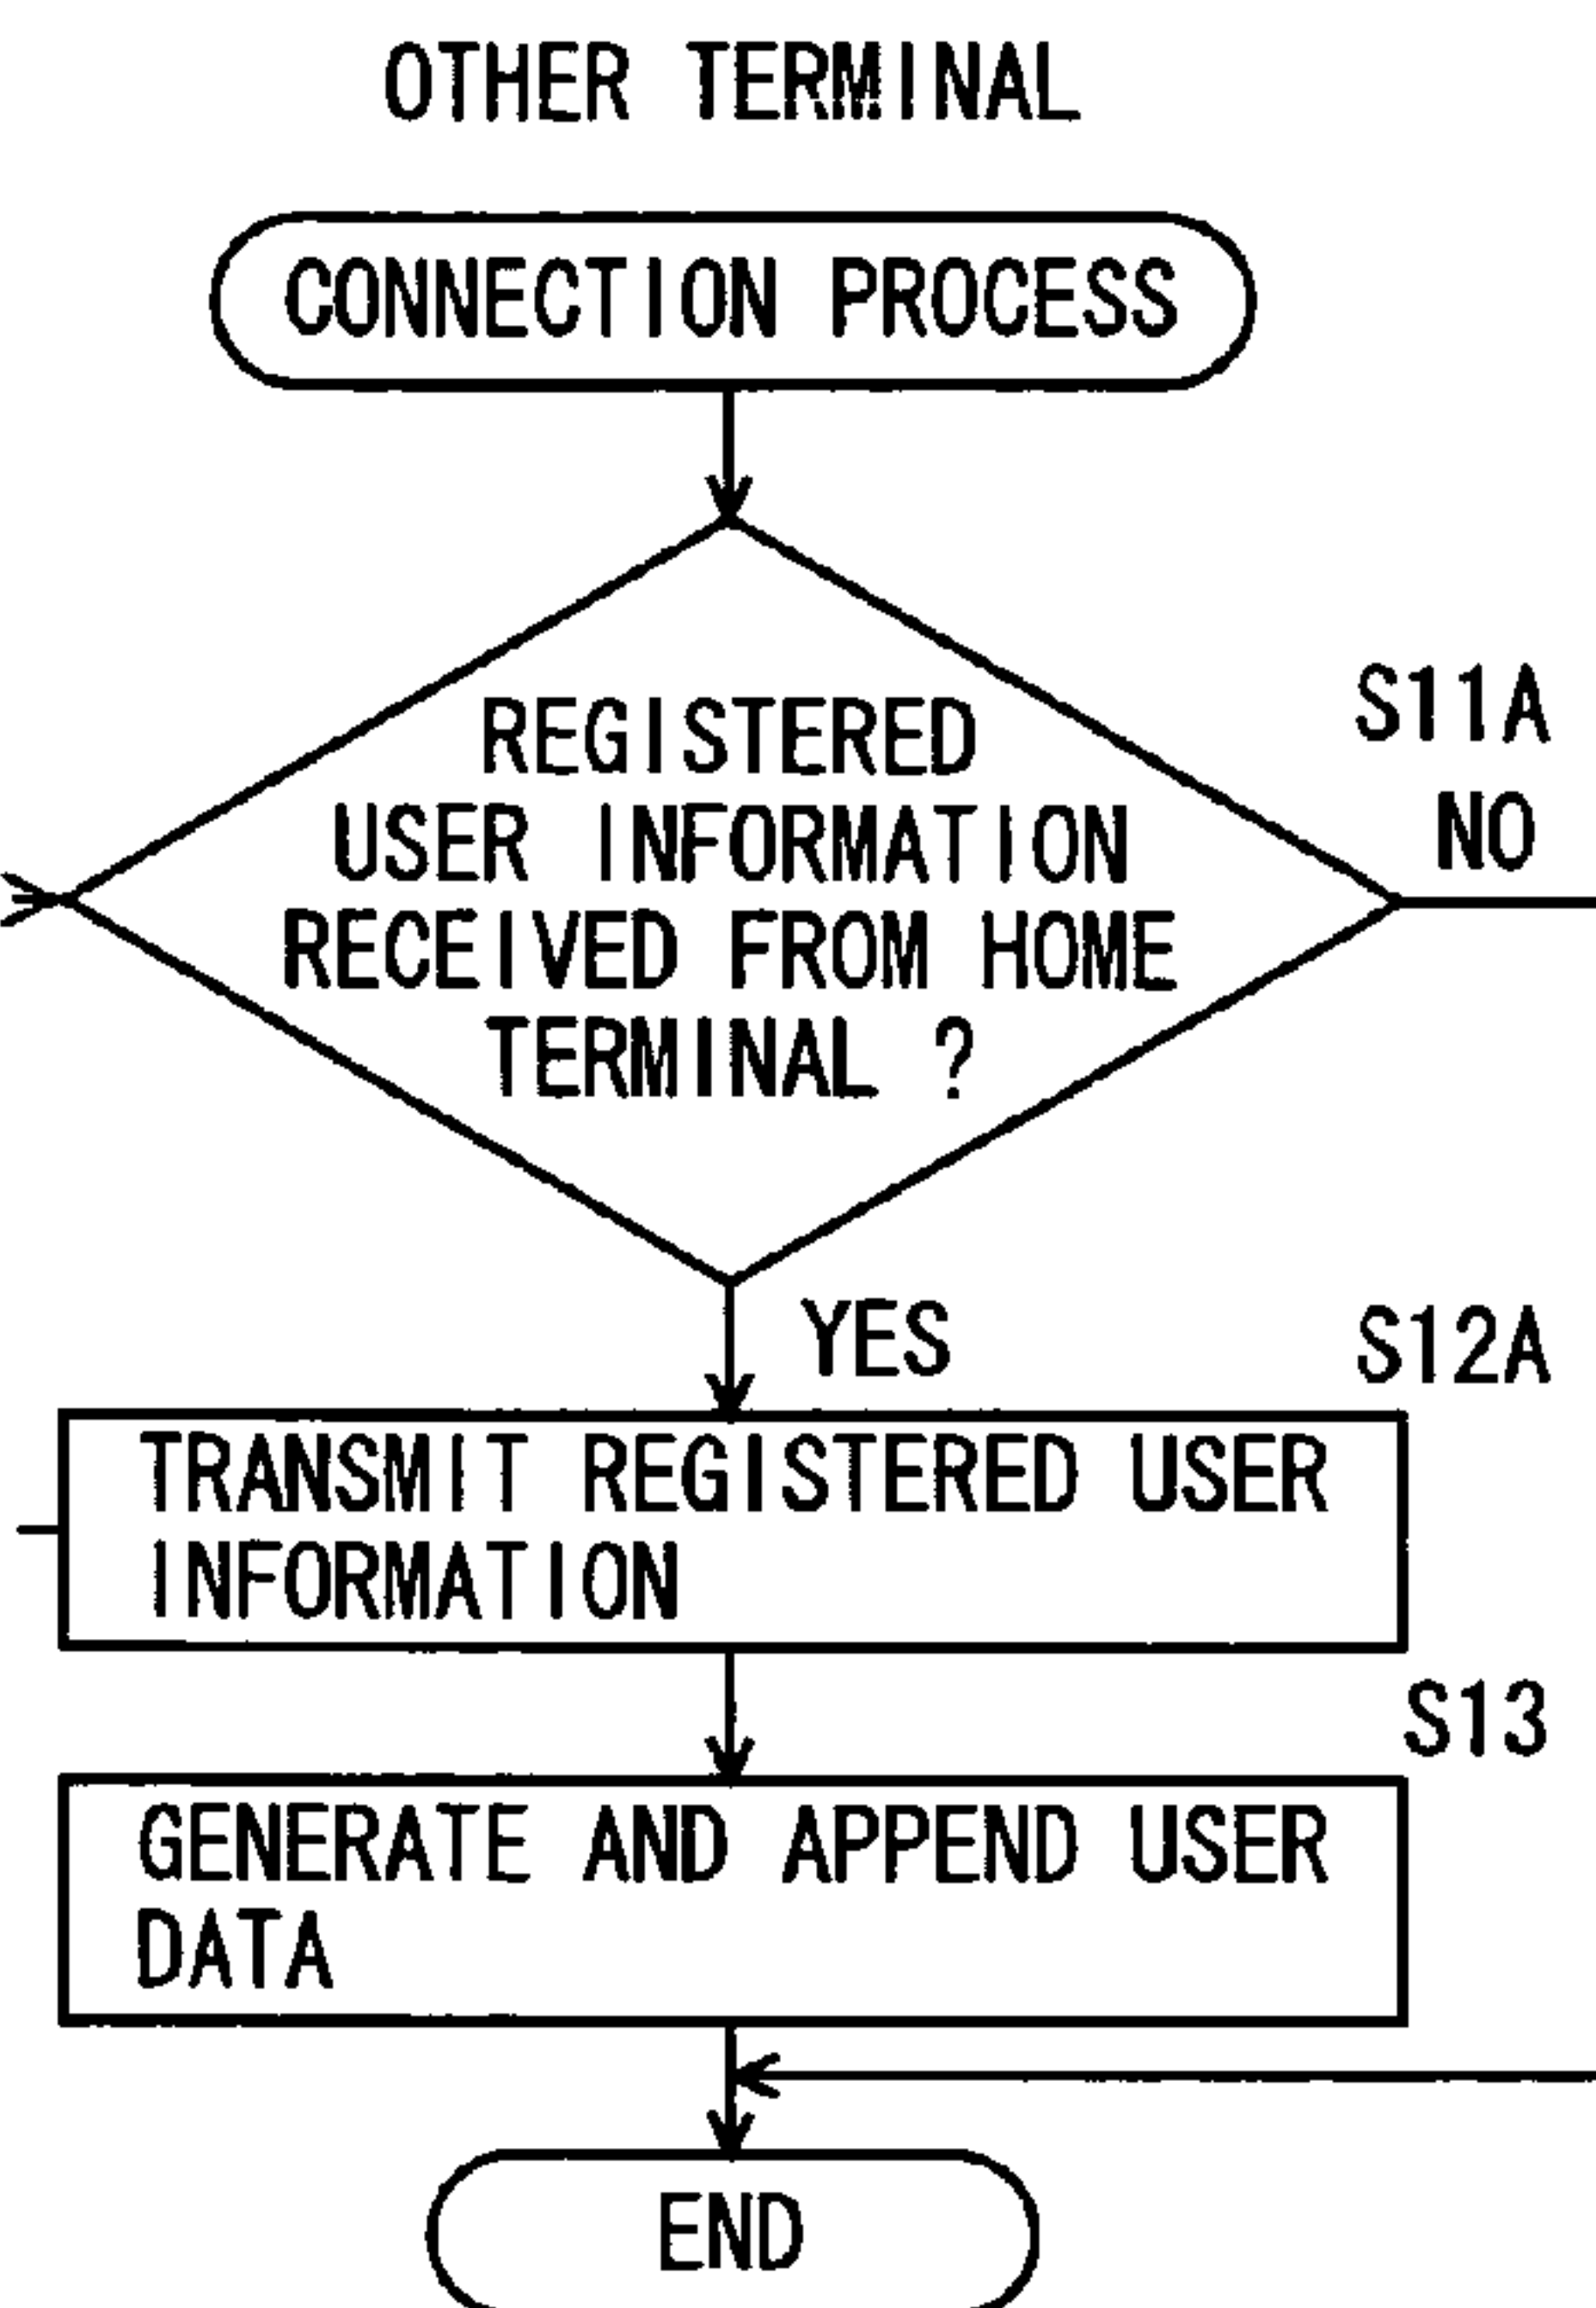 OTHER TERMINAL
CONNECTION PROCESS
REGISTERED
USER INFORMATION
RECEIVED FROM HOME
TERMINAL ?
S11A
NO
YES
S12A
TRANSMIT REGISTERED USER
INFORMATION
S13
GENERATE AND APPEND USER
DATA
END